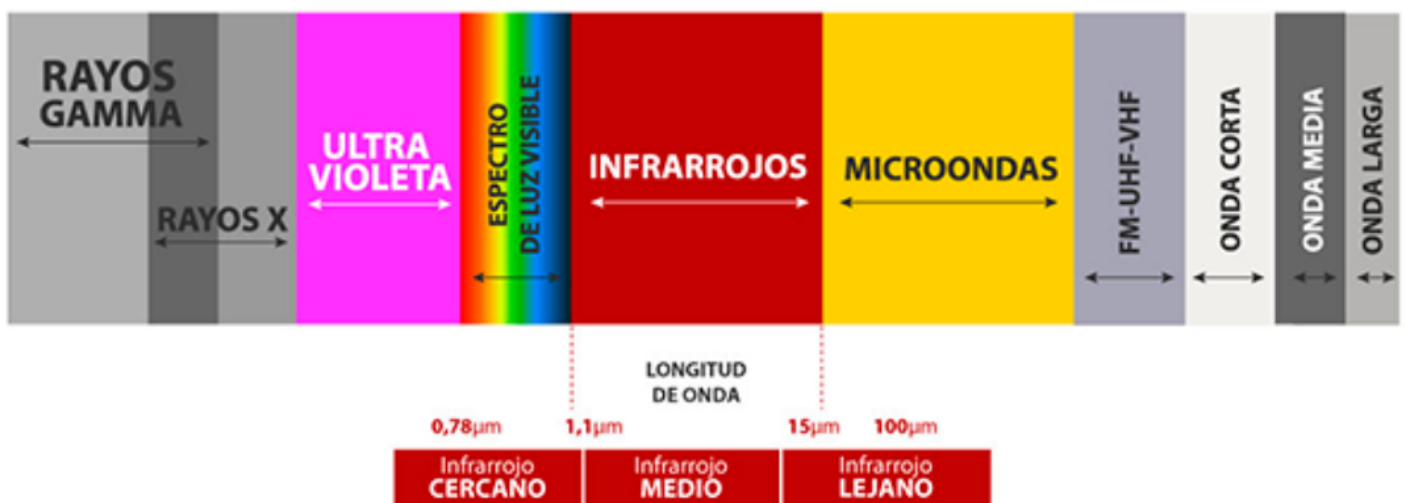 RAYOS
GAMMA
RAYOS X
ULTRA
VIOLETA
ESPECTRO
DE LUZ VISIBLE
INFRARROJOS
MICROONDAS
FM-UHF-VHF
ONDA CORTA
ONDA MEDIA
ONDA LARGA
LONGITUD
DE ONDA
0,78µm 1,1µm 15µm 100µm
Infrarrojo
CERCANO
Infrarrojo
MEDIO
Infrarrojo
LEJANO